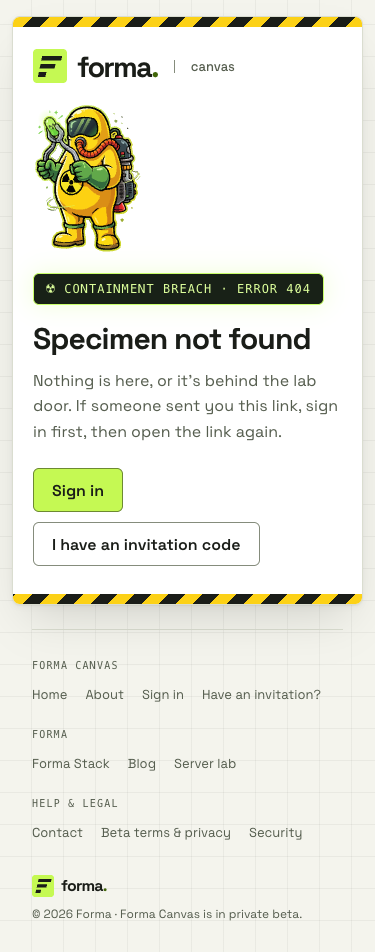 forma.
canvas
☢ CONTAINMENT BREACH · ERROR 404
Specimen not found
Nothing is here, or it's behind the lab
door. If someone sent you this link, sign
in first, then open the link again.
Sign in
I have an invitation code
FORMA CANVAS
Home About Sign in Have an invitation?
FORMA
Forma Stack Blog Server lab
HELP & LEGAL
Contact Beta terms & privacy Security
forma.
© 2026 Forma · Forma Canvas is in private beta.